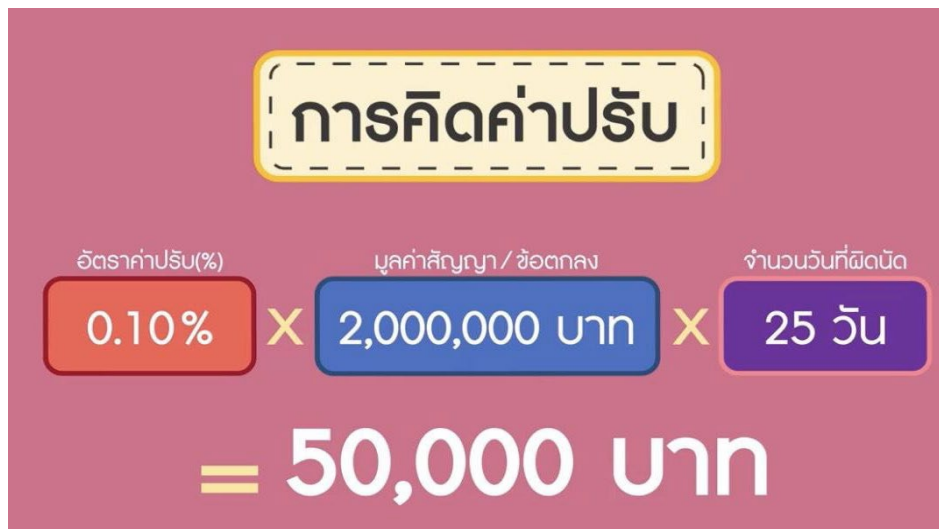 การคิดค่าปรับ
อัตราค่าปรับ(%) มูลค่าสัญญา/ข้อตกลง จำนวนวันที่ผิดนัด
0.10% X 2,000,000 บาท X 25 วัน
= 50,000 บาท